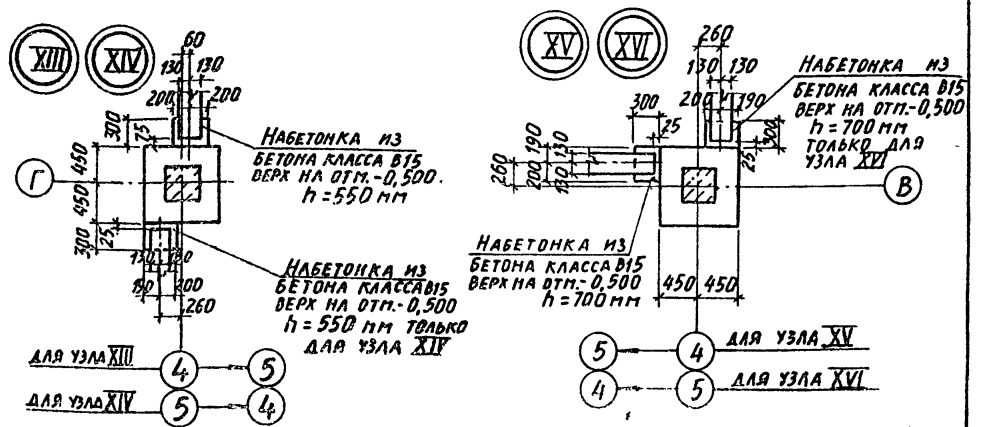 XIII XIV
60
130 130
200 200
300
75
450
450
25
300
НАБЕТОНКА ИЗ
БЕТОНА КЛАССА В15
ВЕРХ НА ОТМ.-0,500.
h=550 мм
Г
130 130
190 200
260
НАБЕТОНКА ИЗ
БЕТОНА КЛАССА В15
ВЕРХ НА ОТМ.-0,500
h=550 мм ТОЛЬКО
ДЛЯ УЗЛА XIV
ДЛЯ УЗЛА XIII 4 5
ДЛЯ УЗЛА XIV 5 4
XV XVI
260
130 130
200 190
300
25
НАБЕТОНКА ИЗ
БЕТОНА КЛАССА В15
ВЕРХ НА ОТМ.-0,500
h=700 мм
ТОЛЬКО ДЛЯ
УЗЛА XVI
300
25
190 130
260 200 130
В
НАБЕТОНКА ИЗ
БЕТОНА КЛАССА В15
ВЕРХ НА ОТМ.-0,500
h=700 мм
450 450
5 4 ДЛЯ УЗЛА XV
4 5 ДЛЯ УЗЛА XVI